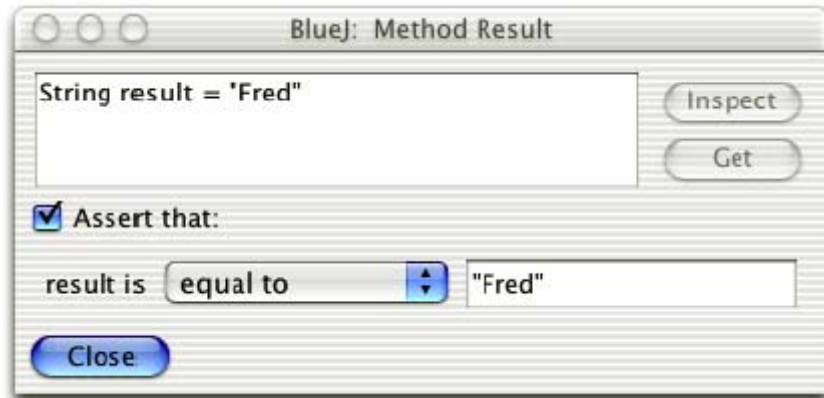 BlueJ: Method Result
String result = "Fred"
Inspect
Get
Assert that:
result is equal to "Fred"
Close